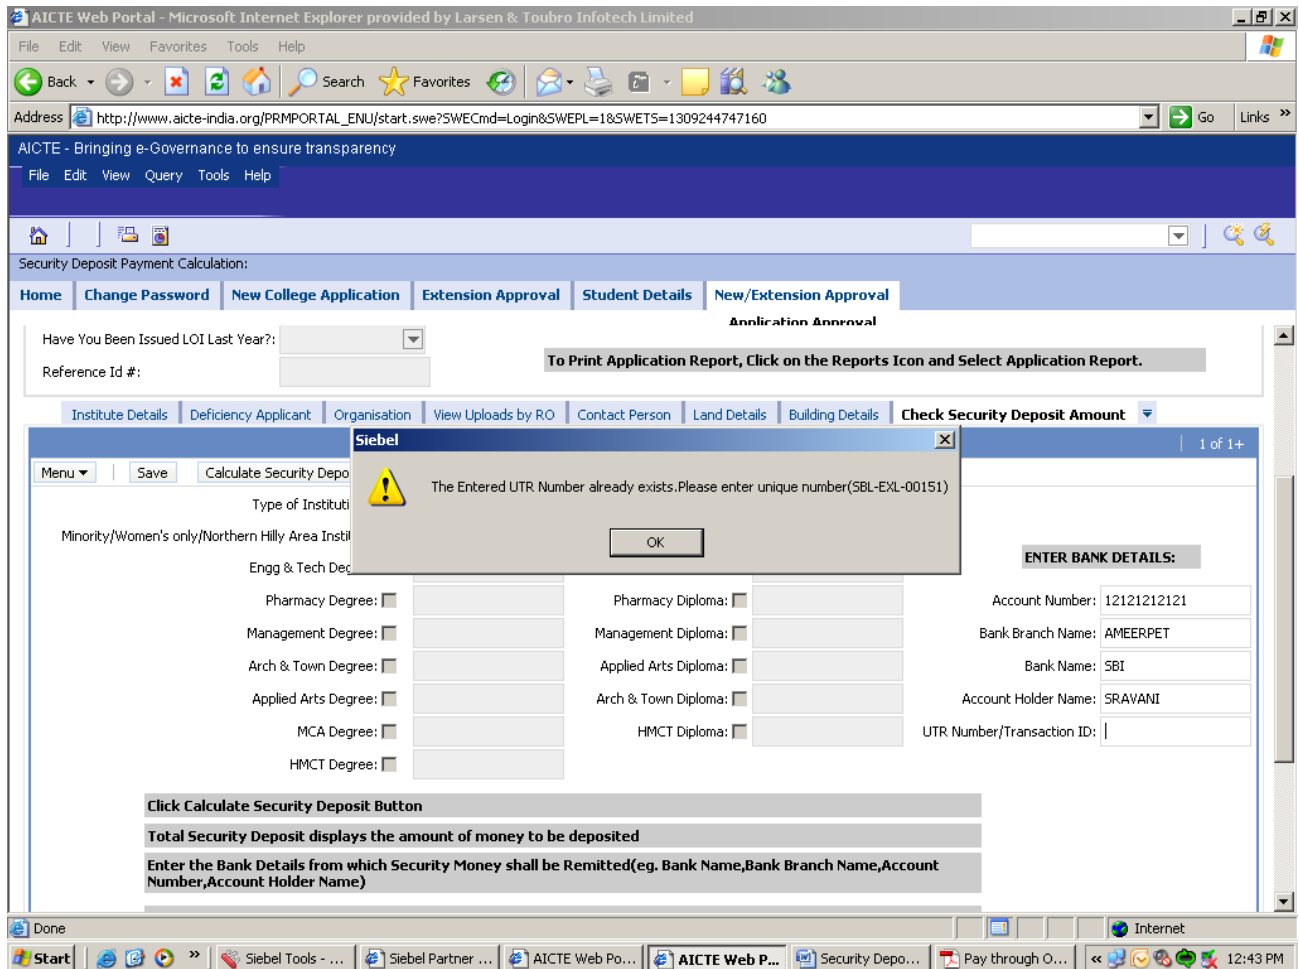 AICTE Web Portal - Microsoft Internet Explorer provided by Larsen & Toubro Infotech Limited
File Edit View Favorites Tools Help
Back Search Favorites
Address http://www.aicte-india.org/PRMPORTAL_ENU/start.swe?SWECmd=Login&SWEPL=1&SWETS=1309244747160 Go Links »
AICTE - Bringing e-Governance to ensure transparency
File Edit View Query Tools Help
Security Deposit Payment Calculation:
Home Change Password New College Application Extension Approval Student Details New/Extension Approval
Application Approval
Have You Been Issued LOI Last Year?:
To Print Application Report, Click on the Reports Icon and Select Application Report.
Reference Id #:
Institute Details Deficiency Applicant Organisation View Uploads by RO Contact Person Land Details Building Details Check Security Deposit Amount
Siebel
1 of 1+
Menu Save Calculate Security Depo
The Entered UTR Number already exists.Please enter unique number(SBL-EXL-00151)
Type of Instituti
Minority/Women's only/Northern Hilly Area Instit
OK
ENTER BANK DETAILS:
Engg & Tech Deg
Pharmacy Degree: Pharmacy Diploma: Account Number: 12121212121
Management Degree: Management Diploma: Bank Branch Name: AMEERPET
Arch & Town Degree: Applied Arts Diploma: Bank Name: SBI
Applied Arts Degree: Arch & Town Diploma: Account Holder Name: SRAVANI
MCA Degree: HMCT Diploma: UTR Number/Transaction ID:
HMCT Degree:
Click Calculate Security Deposit Button
Total Security Deposit displays the amount of money to be deposited
Enter the Bank Details from which Security Money shall be Remitted(eg. Bank Name,Bank Branch Name,Account
Number,Account Holder Name)
Done Internet
Start » Siebel Tools - ... Siebel Partner ... AICTE Web Po... AICTE Web P... Security Depo... Pay through O... « 12:43 PM